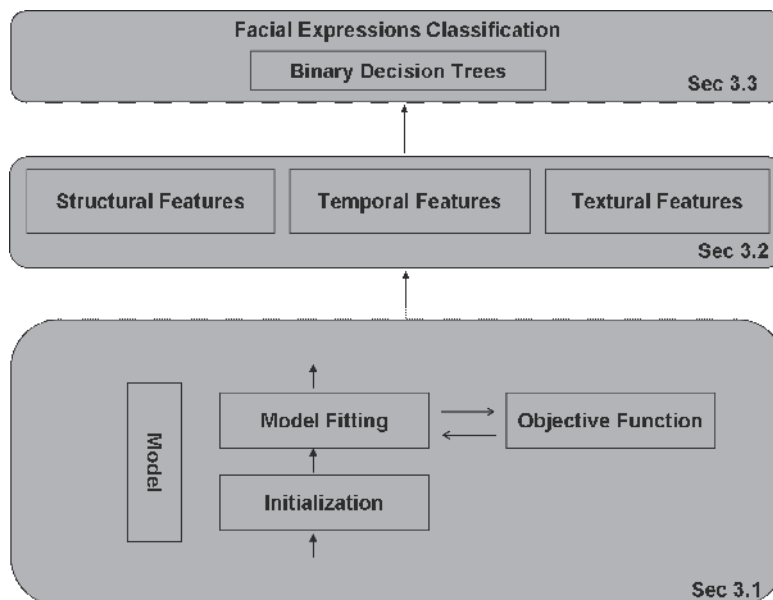 Facial Expressions Classification
Binary Decision Trees
Sec 3.3
Structural Features
Temporal Features
Textural Features
Sec 3.2
Model
Model Fitting
Objective Function
Initialization
Sec 3.1